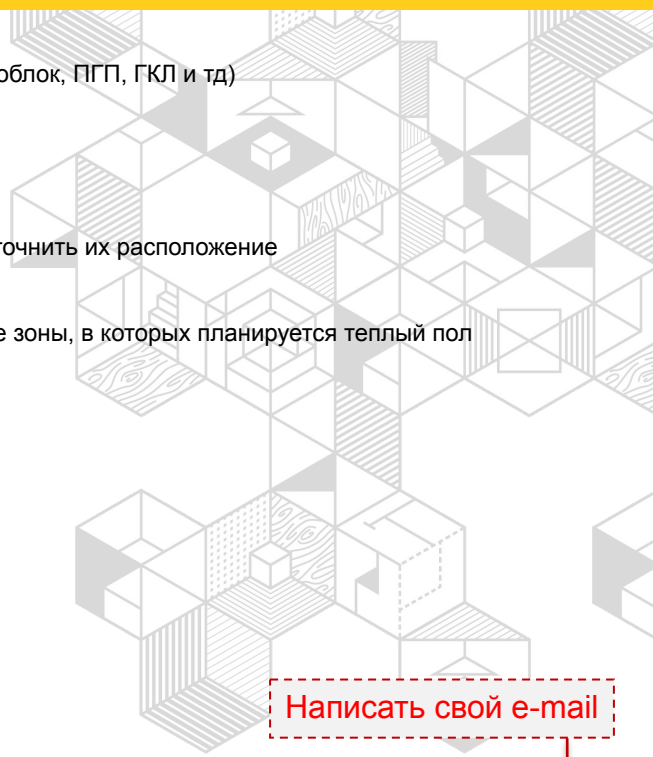 облок, ПГП, ГКЛ и тд)
точнить их расположение
е зоны, в которых планируется теплый пол
Написать свой e-mail